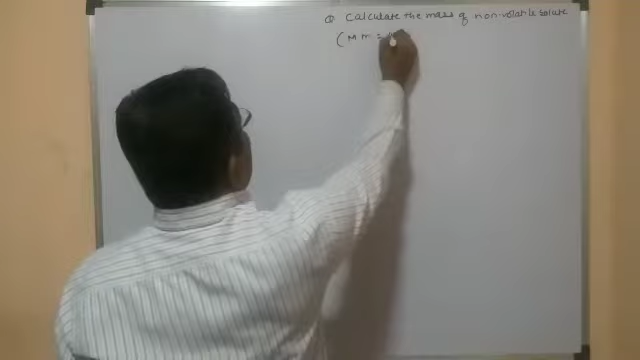 Q Calculate the mass of non-volatile solute
(M m =